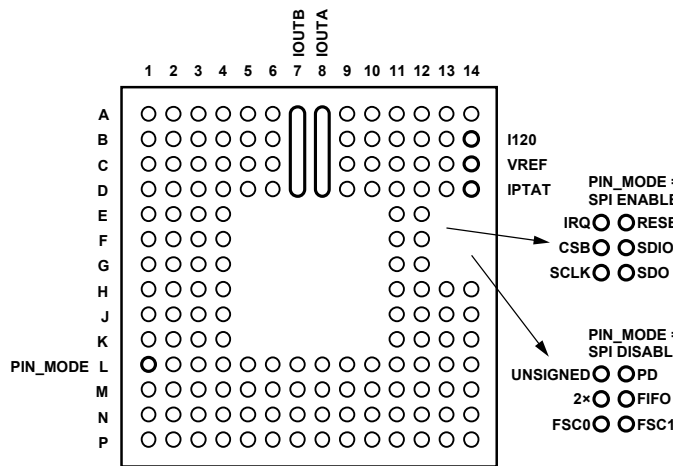 IOUTB
IOUTA
1 2 3 4 5 6 7 8 9 10 11 12 13 14
A
B I120
C VREF
D IPTAT
E
F
G
H
J
K
PIN_MODE L
M
N
P
PIN_MODE =
SPI ENABLE
IRQ RESE
CSB SDIO
SCLK SDO
PIN_MODE =
SPI DISABL
UNSIGNED PD
2× FIFO
FSC0 FSC1